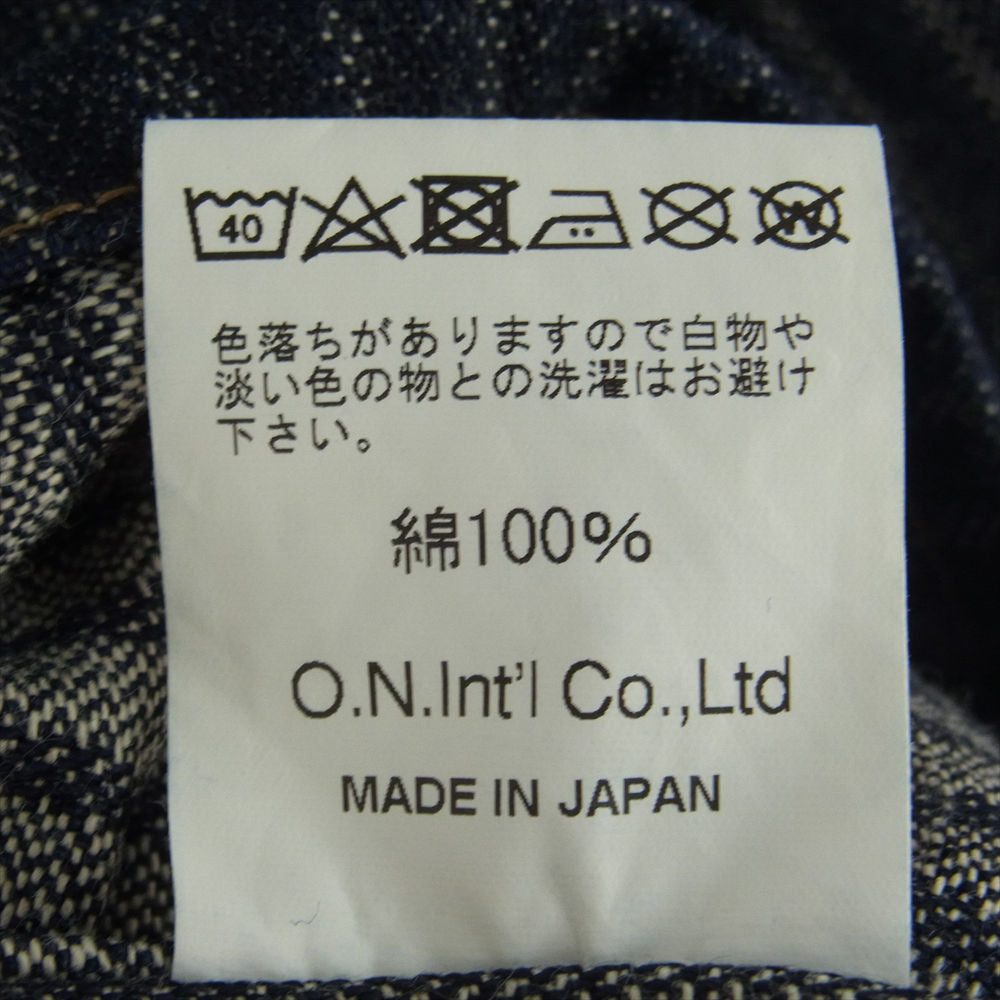 40
W
色落ちがありますので白物や
淡い色の物との洗濯はお避け
下さい。
綿100%
O.N.Int'l Co.,Ltd
MADE IN JAPAN